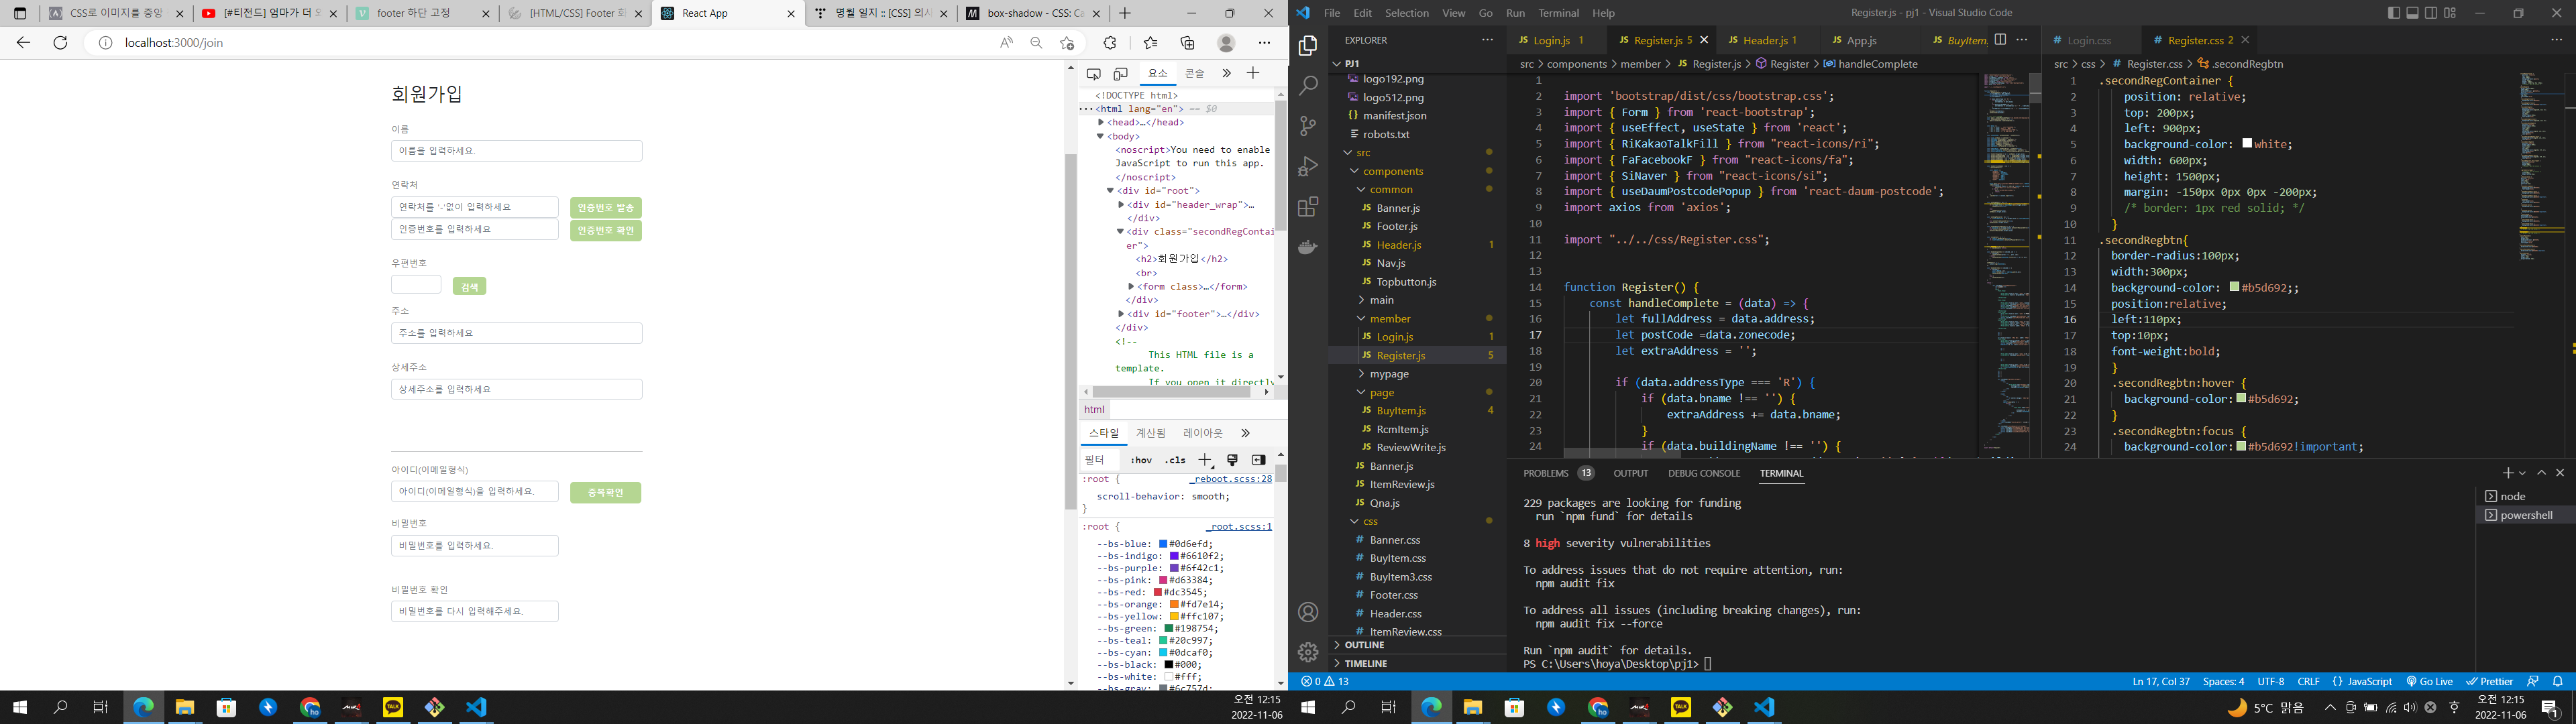 CSS로 이미지를 중앙
[#티전드] 엄마가 더 오
footer 하단 고정
[HTML/CSS] Footer 하
React App
명월 일지 :: [CSS] 의사
box-shadow - CSS: Ca
localhost:3000/join
회원가입
이름
이름을 입력하세요.
연락처
연락처를 '-'없이 입력하세요
인증번호 발송
인증번호를 입력하세요
인증번호 확인
우편번호
검색
주소
주소를 입력하세요
상세주소
상세주소를 입력하세요
아이디(이메일형식)
아이디(이메일형식)을 입력하세요.
중복확인
비밀번호
비밀번호를 입력하세요.
비밀번호 확인
비밀번호를 다시 입력해주세요.
요소 콘솔
<!DOCTYPE html>
<html lang="en"> == $0
<head>…</head>
<body>
<noscript>You need to enable
JavaScript to run this app.
</noscript>
<div id="root">
<div id="header_wrap">…
</div>
<div class="secondRegContai
er">
<h2>회원가입</h2>
<br>
<form class>…</form>
</div>
<div id="footer">…</div>
</div>
<!--
This HTML file is a
template.
If you open it directly
html
스타일 계산됨 레이아웃
필터 :hov .cls
:root { _reboot.scss:28
scroll-behavior: smooth;
}
:root { _root.scss:1
--bs-blue: #0d6efd;
--bs-indigo: #6610f2;
--bs-purple: #6f42c1;
--bs-pink: #d63384;
--bs-red: #dc3545;
--bs-orange: #fd7e14;
--bs-yellow: #ffc107;
--bs-green: #198754;
--bs-teal: #20c997;
--bs-cyan: #0dcaf0;
--bs-black: #000;
--bs-white: #fff;
--bs-gray: #6c757d;
오전 12:15
2022-11-06
File Edit Selection View Go Run Terminal Help
Register.js - pj1 - Visual Studio Code
EXPLORER
PJ1
logo192.png
logo512.png
manifest.json
robots.txt
src
components
common
Banner.js
Footer.js
Header.js 1
Nav.js
Topbutton.js
main
member
Login.js 1
Register.js 5
mypage
page
BuyItem.js 4
RcmItem.js
ReviewWrite.js
Banner.js
ItemReview.js
Qna.js
css
Banner.css
BuyItem.css
BuyItem3.css
Footer.css
Header.css
ItemReview.css
OUTLINE
TIMELINE
Login.js 1
Register.js 5
Header.js 1
App.js
BuyItem.
src > components > member > Register.js > Register > handleComplete
1
2 import 'bootstrap/dist/css/bootstrap.css';
3 import { Form } from 'react-bootstrap';
4 import { useEffect, useState } from 'react';
5 import { RiKakaoTalkFill } from "react-icons/ri";
6 import { FaFacebookF } from "react-icons/fa";
7 import { SiNaver } from "react-icons/si";
8 import { useDaumPostcodePopup } from 'react-daum-postcode';
9 import axios from 'axios';
10
11 import "../../css/Register.css";
12
13
14 function Register() {
15 const handleComplete = (data) => {
16 let fullAddress = data.address;
17 let postCode =data.zonecode;
18 let extraAddress = '';
19
20 if (data.addressType === 'R') {
21 if (data.bname !== '') {
22 extraAddress += data.bname;
23 }
24 if (data.buildingName !== '') {
Login.css
Register.css 2
src > css > Register.css > .secondRegbtn
1 .secondRegContainer {
2 position: relative;
3 top: 200px;
4 left: 900px;
5 background-color: white;
6 width: 600px;
7 height: 1500px;
8 margin: -150px 0px 0px -200px;
9 /* border: 1px red solid; */
10 }
11 .secondRegbtn{
12 border-radius:100px;
13 width:300px;
14 background-color: #b5d692;;
15 position:relative;
16 left:110px;
17 top:10px;
18 font-weight:bold;
19 }
20 .secondRegbtn:hover {
21 background-color:#b5d692;
22 }
23 .secondRegbtn:focus {
24 background-color:#b5d692!important;
PROBLEMS 13 OUTPUT DEBUG CONSOLE TERMINAL
229 packages are looking for funding
run `npm fund` for details
8 high severity vulnerabilities
To address issues that do not require attention, run:
npm audit fix
To address all issues (including breaking changes), run:
npm audit fix --force
Run `npm audit` for details.
PS C:\Users\hoya\Desktop\pj1>
node
powershell
0 13
Ln 17, Col 37 Spaces: 4 UTF-8 CRLF { } JavaScript Go Live Prettier
5°C 맑음
오전 12:15
2022-11-06
1